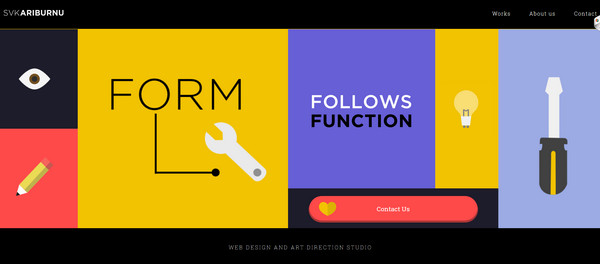 SVKARIBURNU
Works About us Contact
FORM
FOLLOWS
FUNCTION
Contact Us
WEB DESIGN AND ART DIRECTION STUDIO